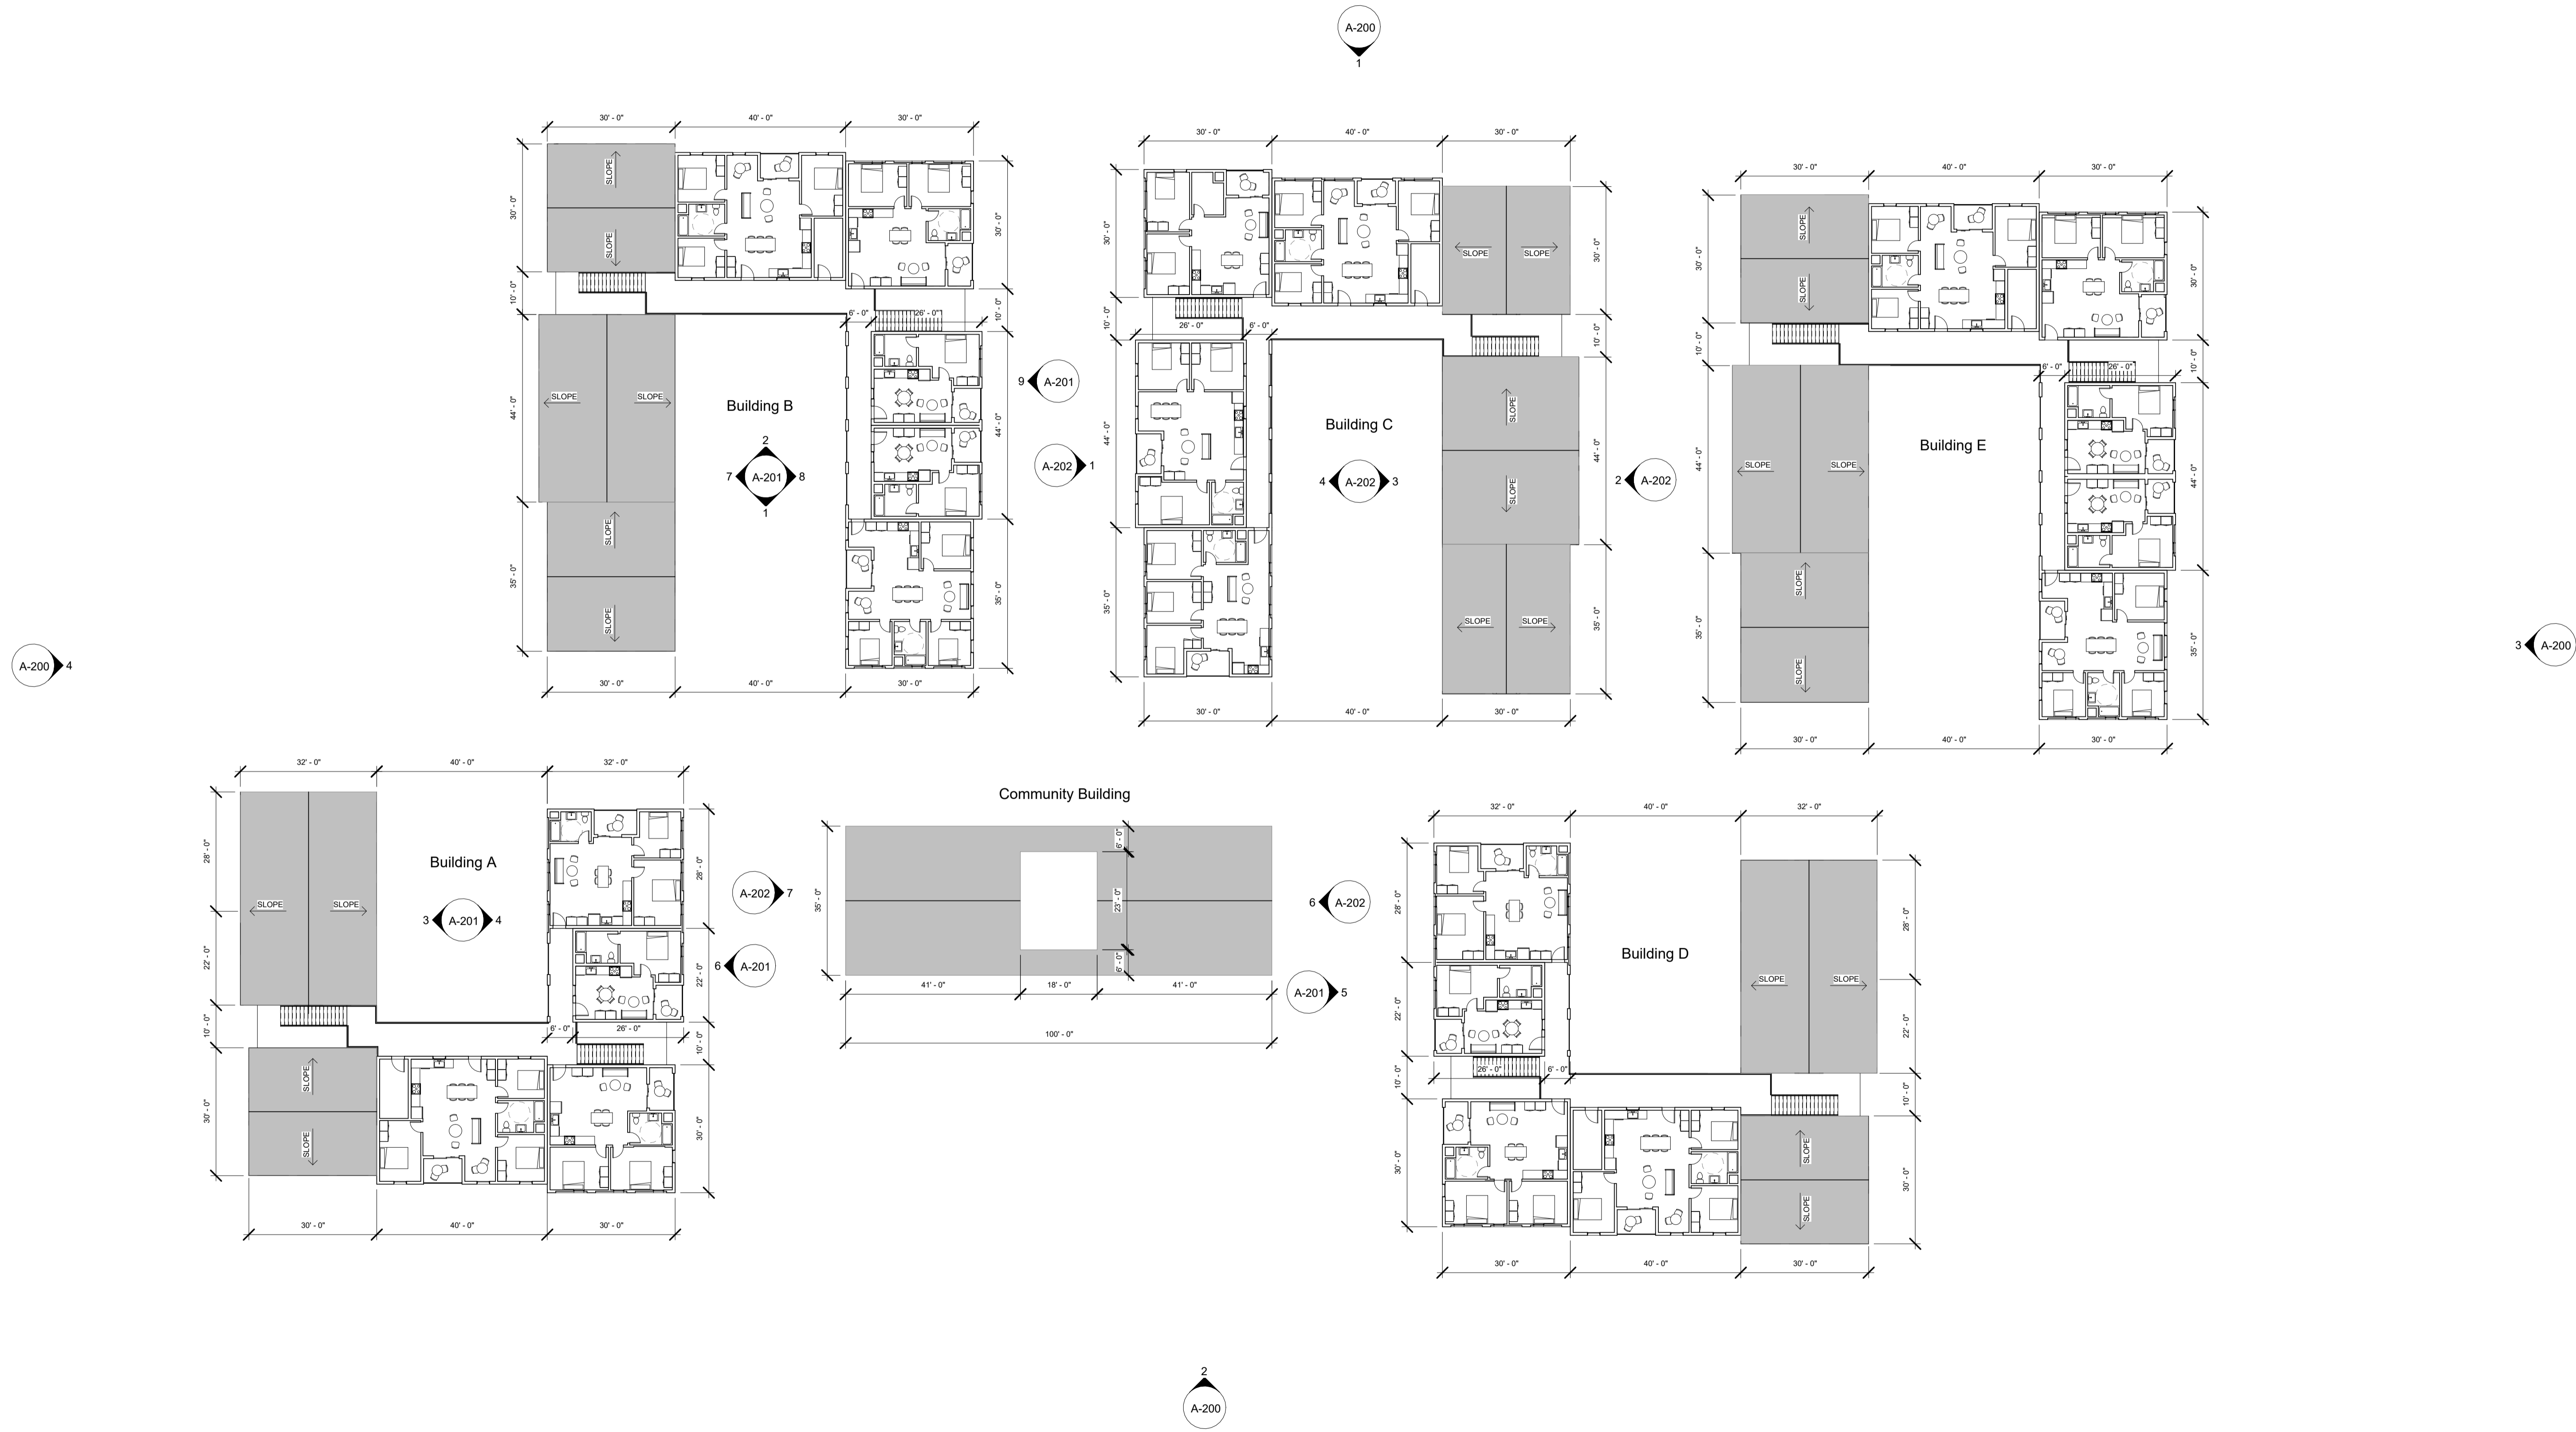 A-200
1
30' - 0"
40' - 0"
30' - 0"
30' - 0"
10' - 0"
44' - 0"
35' - 0"
SLOPE
SLOPE
SLOPE
SLOPE
SLOPE
SLOPE
Building B
2
7
A-201
8
1
6' - 0"
26' - 0"
30' - 0"
10' - 0"
44' - 0"
35' - 0"
30' - 0"
40' - 0"
30' - 0"
9
A-201
A-202
1
30' - 0"
40' - 0"
30' - 0"
30' - 0"
10' - 0"
26' - 0"
6' - 0"
44' - 0"
35' - 0"
Building C
4
A-202
3
SLOPE
SLOPE
SLOPE
SLOPE
SLOPE
SLOPE
30' - 0"
10' - 0"
44' - 0"
35' - 0"
30' - 0"
40' - 0"
30' - 0"
2
A-202
30' - 0"
40' - 0"
30' - 0"
30' - 0"
10' - 0"
44' - 0"
35' - 0"
SLOPE
SLOPE
SLOPE
SLOPE
SLOPE
SLOPE
Building E
6' - 0"
26' - 0"
30' - 0"
10' - 0"
44' - 0"
35' - 0"
30' - 0"
40' - 0"
30' - 0"
A-200
4
3
A-200
32' - 0"
40' - 0"
32' - 0"
28' - 0"
22' - 0"
10' - 0"
30' - 0"
SLOPE
SLOPE
SLOPE
SLOPE
Building A
3
A-201
4
6' - 0"
26' - 0"
28' - 0"
22' - 0"
10' - 0"
30' - 0"
30' - 0"
40' - 0"
30' - 0"
A-202
7
6
A-201
Community Building
35' - 0"
6' - 0"
23' - 0"
6' - 0"
41' - 0"
18' - 0"
41' - 0"
100' - 0"
6
A-202
A-201
5
32' - 0"
40' - 0"
32' - 0"
28' - 0"
22' - 0"
10' - 0"
30' - 0"
26' - 0"
6' - 0"
Building D
SLOPE
SLOPE
SLOPE
SLOPE
28' - 0"
22' - 0"
10' - 0"
30' - 0"
30' - 0"
40' - 0"
30' - 0"
2
A-200